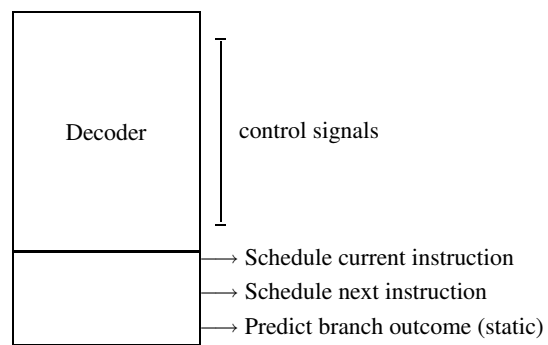 Decoder
control signals
Schedule current instruction
Schedule next instruction
Predict branch outcome (static)